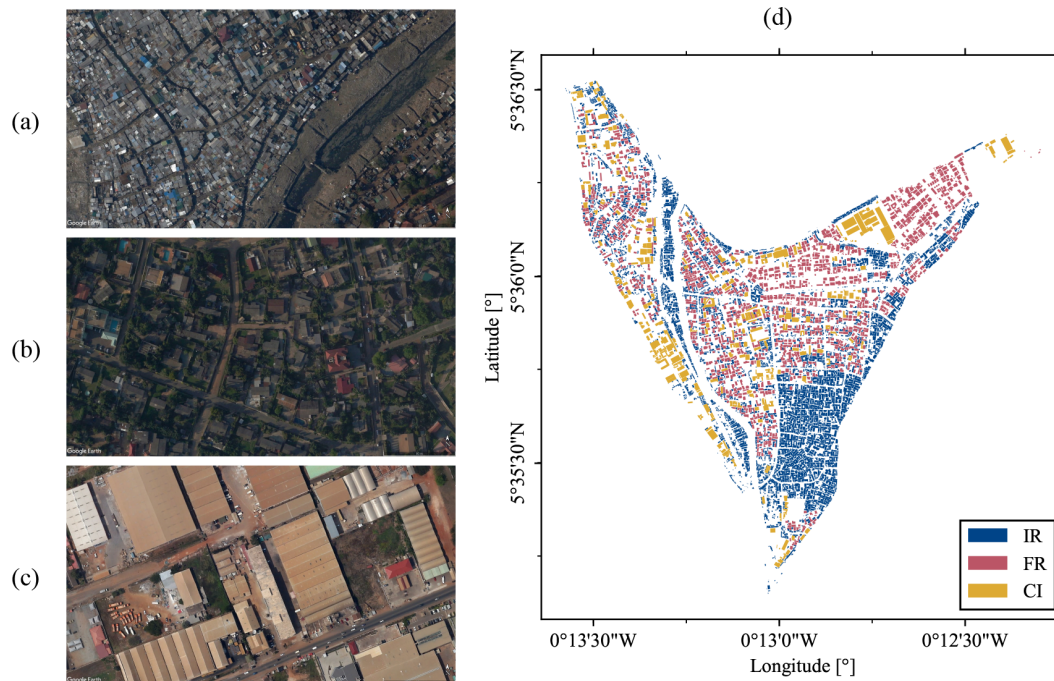 (a)
Google Earth
(b)
Google Earth
(c)
Google Earth
(d)
5°36'30"N
5°36'0"N
5°35'30"N
Latitude [°]
0°13'30"W
0°13'0"W
0°12'30"W
Longitude [°]
IR
FR
CI